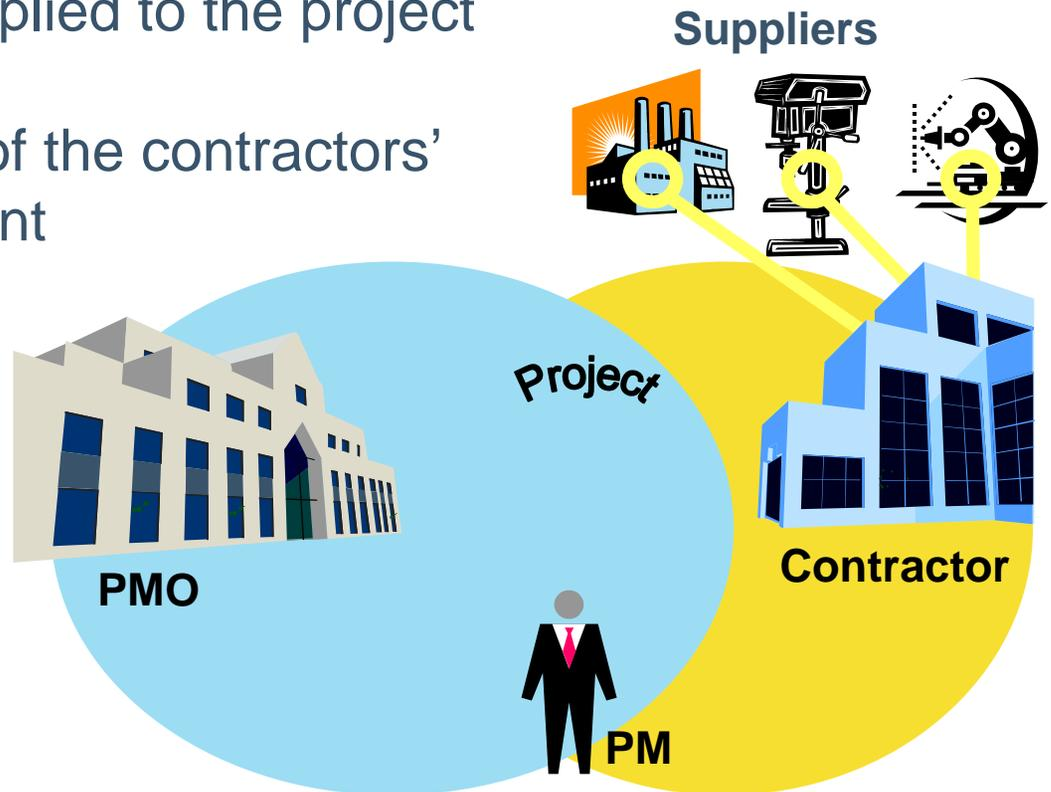 plied to the project
Suppliers
of the contractors’
nt
Project
Contractor
PMO
PM